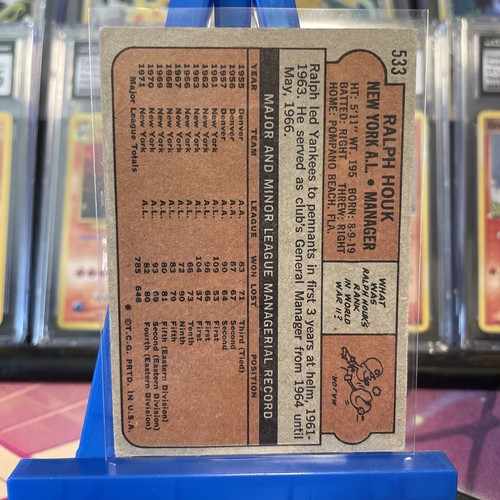 533
RALPH HOUK
NEW YORK A.L. • MANAGER
HT: 5'11" WT: 195 BORN: 8-9-19
BATTED: RIGHT THREW: RIGHT
HOME: POMPANO BEACH, FLA.
WHAT
WAS
RALPH HOUK'S
RANK
IN WORLD
WAR II?
Ralph led Yankees to pennants in first 3 years at helm, 1961-
1963. He served as club's General Manager from 1964 until
May, 1966.
MAJOR AND MINOR LEAGUE MANAGERIAL RECORD
YEAR TEAM LEAGUE WON LOST POSITION
1955 Denver A.A. 83 71 Third (Tied)
1956 Denver A.A. 87 67 Second
1957 Denver A.A. 90 64 Second
1961 New York A.L. 109 53 First
1962 New York A.L. 96 66 First
1963 New York A.L. 104 57 First
1966 New York A.L. 66 73 Tenth
1967 New York A.L. 72 90 Ninth
1968 New York A.L. 83 79 Fifth
1969 New York A.L. 80 81 Fifth (Eastern Division)
1970 New York A.L. 93 69 Second (Eastern Division)
1971 New York A.L. 82 80 Fourth (Eastern Division)
Major League Totals 785 648
★ ©T.C.G. PRTD. IN U.S.A.